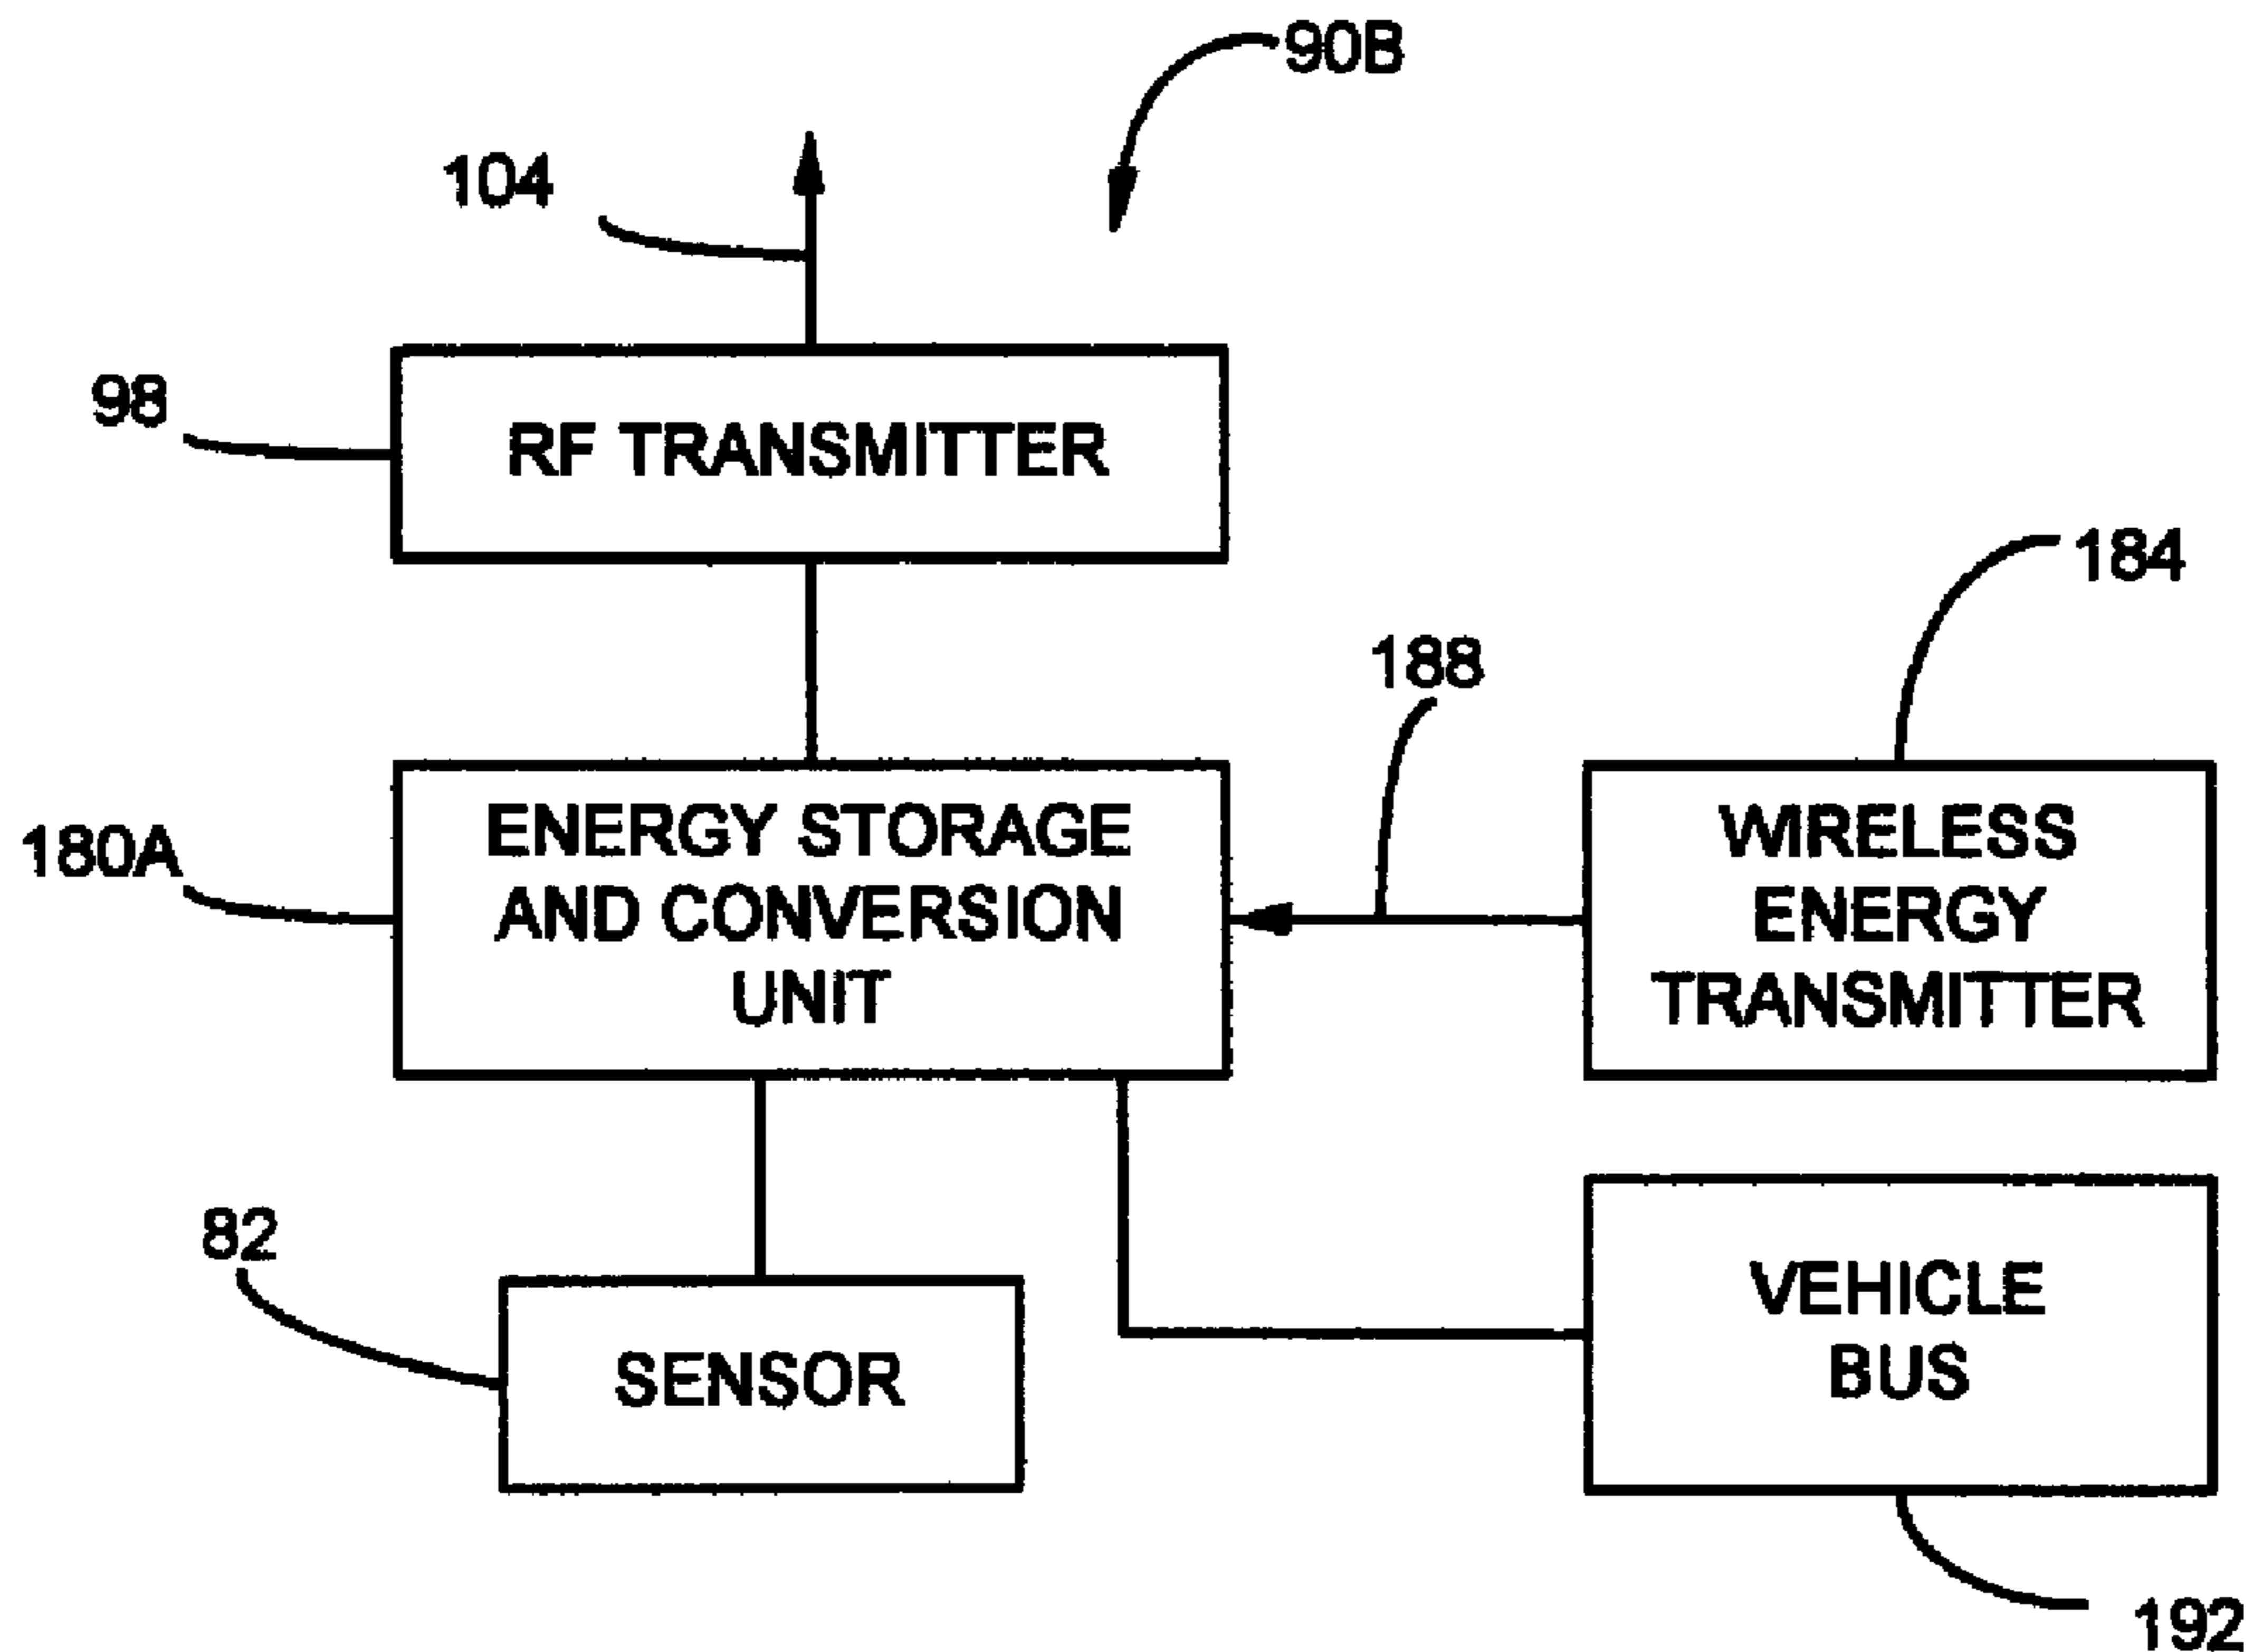 90B
104
98
RF TRANSMITTER
184
188
180A
ENERGY STORAGE
AND CONVERSION
UNIT
WIRELESS
ENERGY
TRANSMITTER
82
SENSOR
VEHICLE
BUS
192